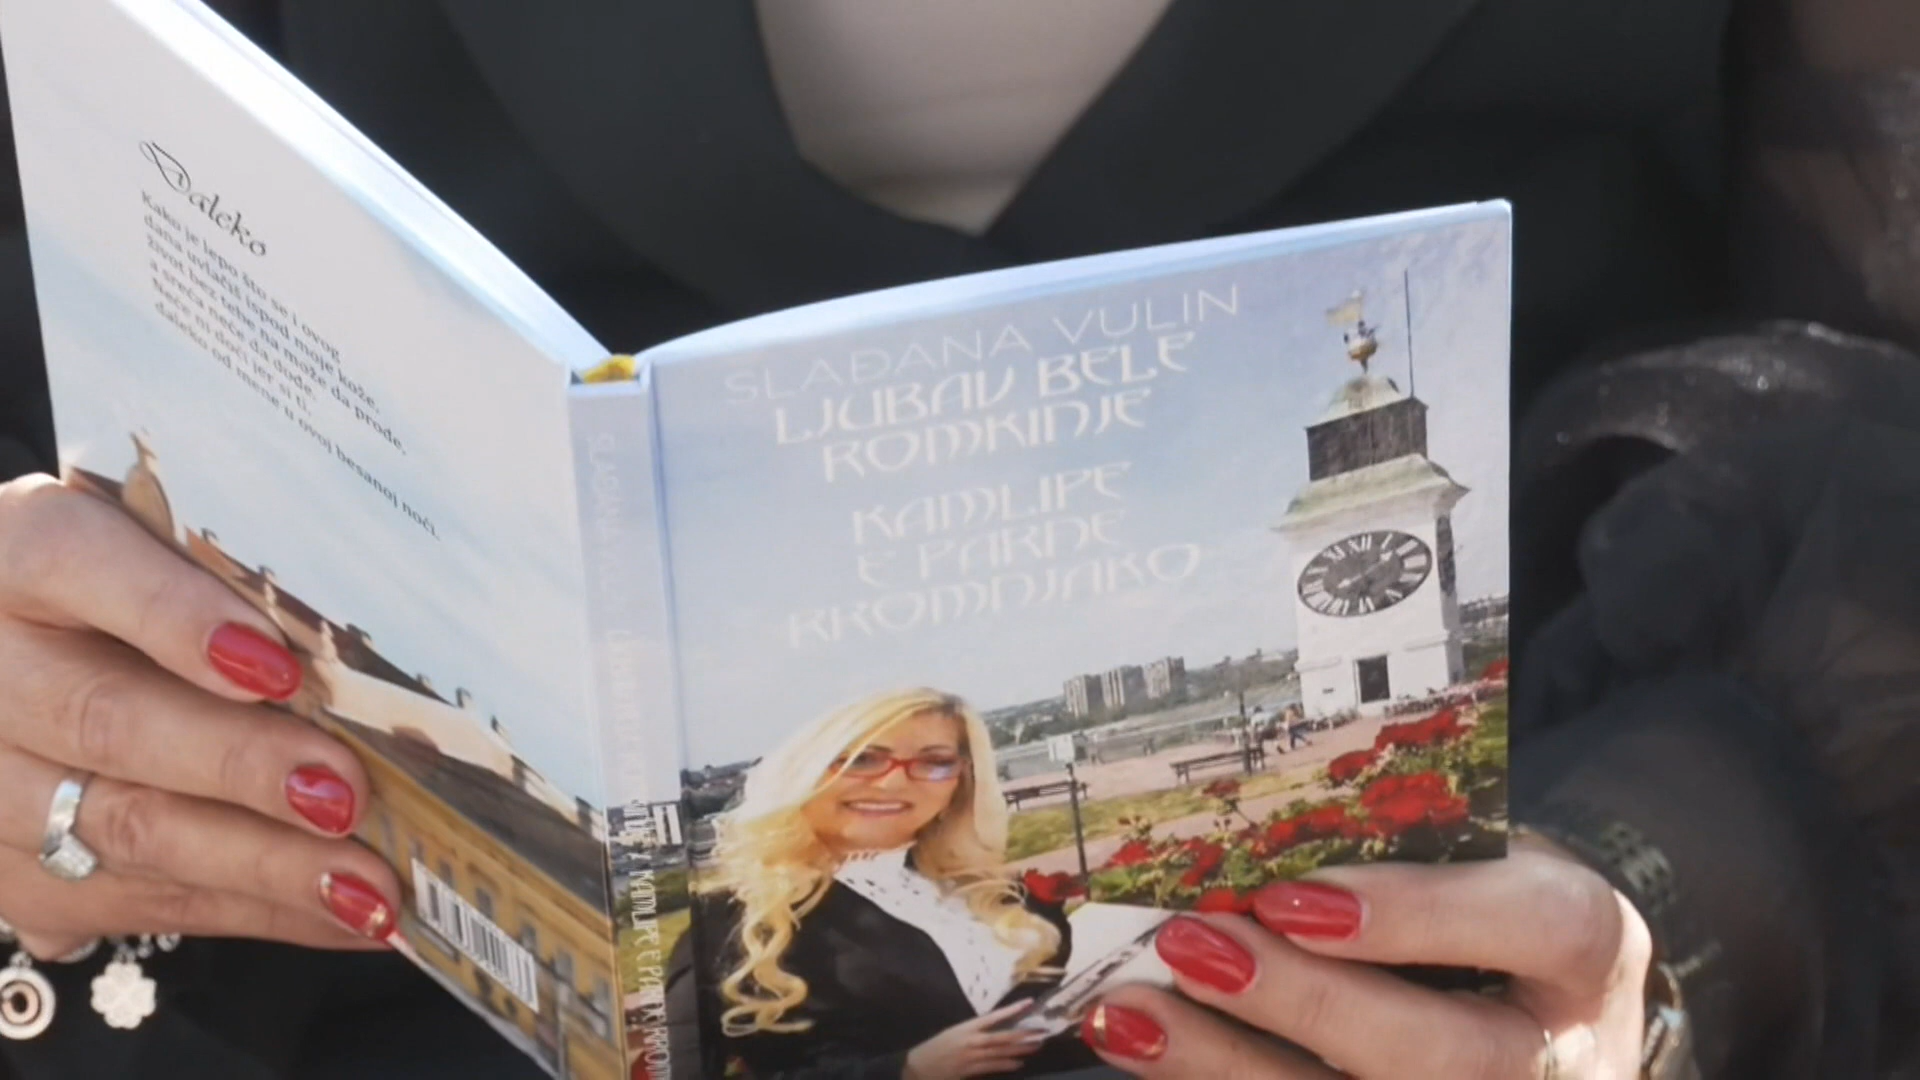 Daleko
Kako je lepo što se i ovog
dana uvlačiš ispod moje kože,
život bez tebe na može da prođe,
a sreća neće da dođe.
Neće ni doći jer si ti,
daleko od mene u ovoj besanoj noći.
SLAĐANA VULIN
LJUBAV BELE
ROMKINJE
KAMLIPE
E PARNE
RROMNJAKO